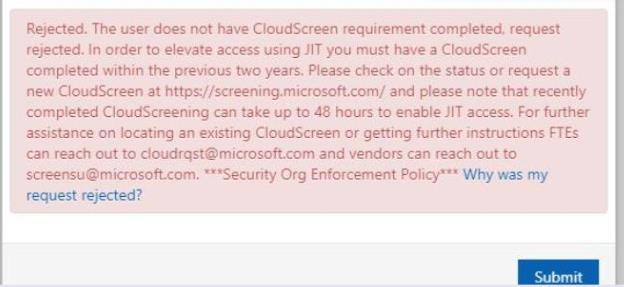 Rejected. The user does not have CloudScreen requirement completed, request
rejected. In order to elevate access using JIT you must have a CloudScreen
completed within the previous two years. Please check on the status or request a
new CloudScreen at https://screening.microsoft.com/ and please note that recently
completed CloudScreening can take up to 48 hours to enable JIT access. For further
assistance on locating an existing CloudScreen or getting further instructions FTEs
can reach out to cloudrqst@microsoft.com and vendors can reach out to
screensu@microsoft.com. ***Security Org Enforcement Policy*** Why was my
request rejected?
Submit